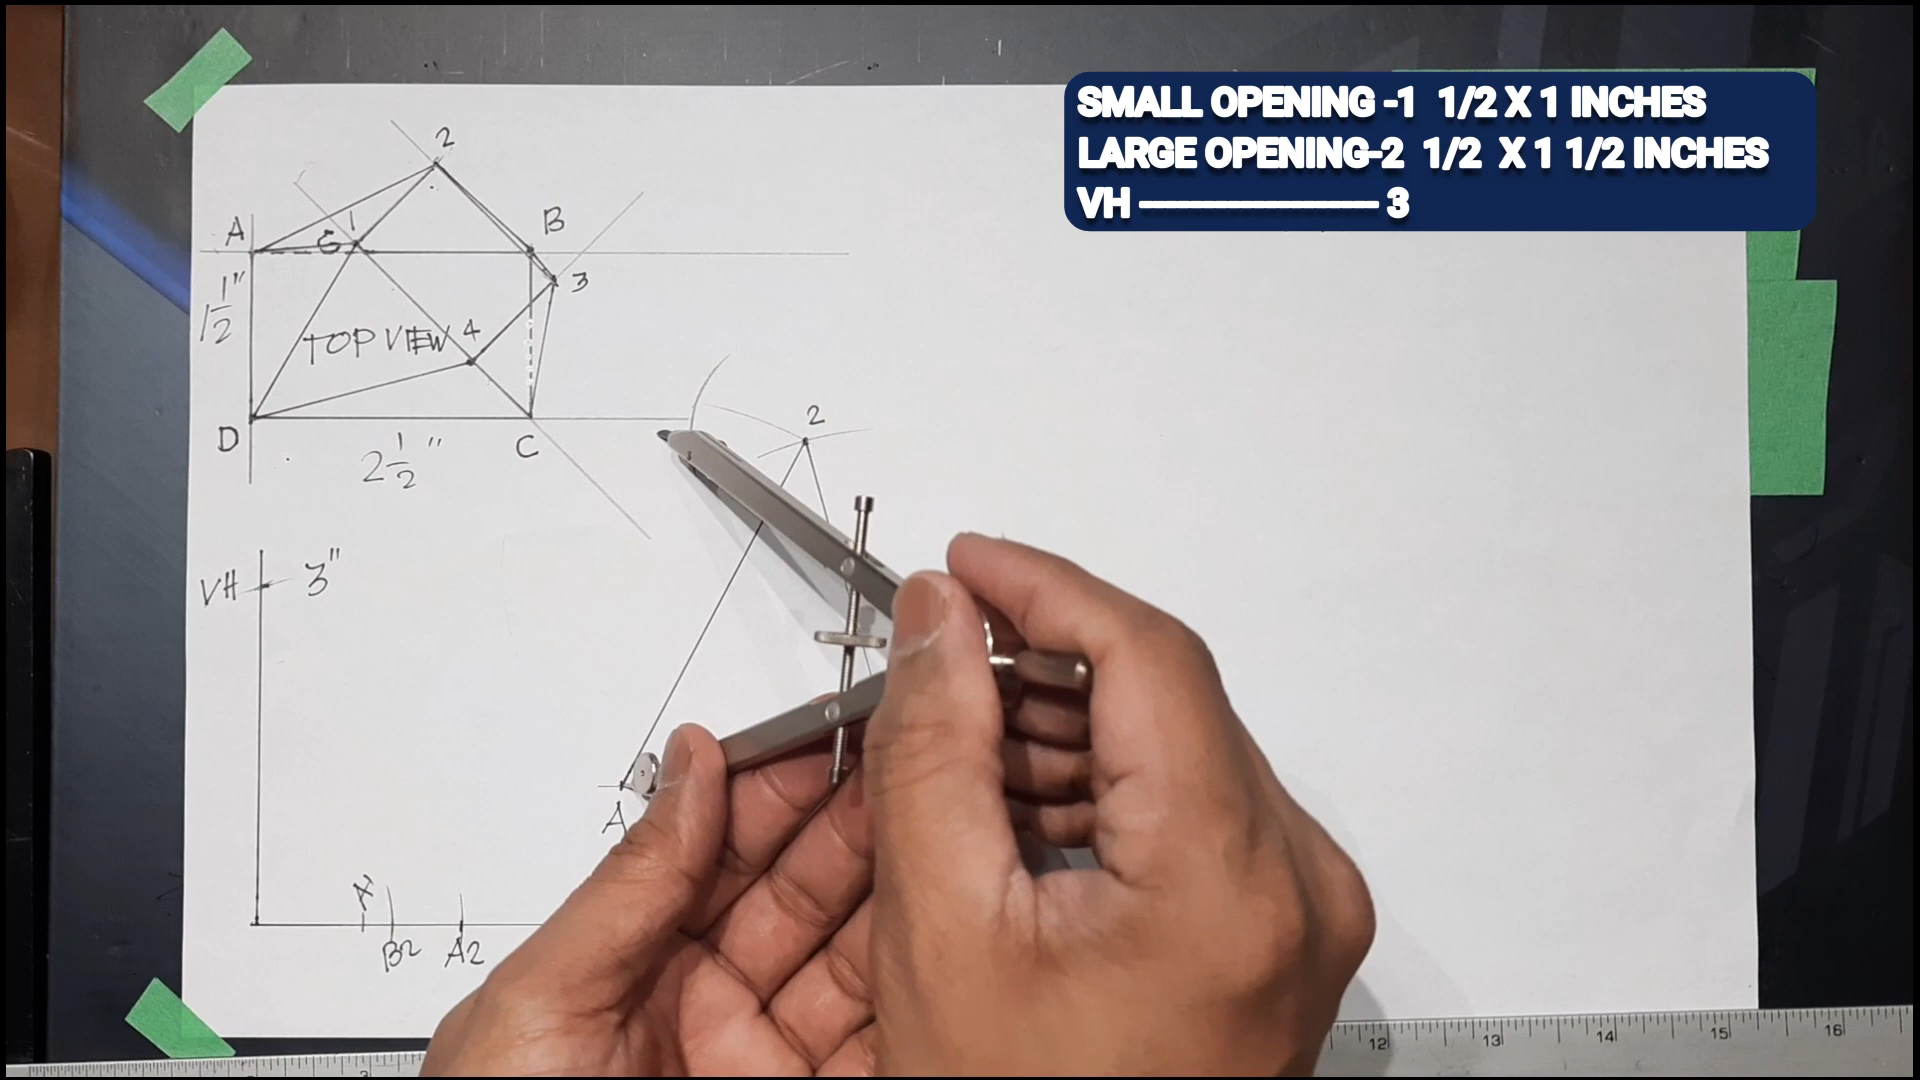 SMALL OPENING -1 1/2 X 1 INCHES
LARGE OPENING-2 1/2 X 1 1/2 INCHES
VH ------------------- 3
2
A
1
B
3
1 1/2"
TOP VIEW
4
D
C
2 1/2"
2
VH
3"
A
B2
A2
12
13
14
15
16
3